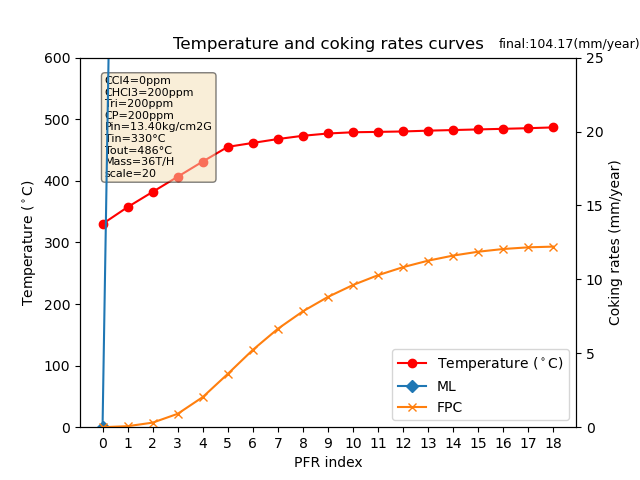 Temperature and coking rates curves
final:104.17(mm/year)
600
500
400
300
200
100
0
Temperature (°C)
CCl4=0ppm
CHCl3=200ppm
Tri=200ppm
CP=200ppm
Pin=13.40kg/cm2G
Tin=330°C
Tout=486°C
Mass=36T/H
scale=20
25
20
15
10
5
0
Coking rates (mm/year)
Temperature (°C)
ML
FPC
0 1 2 3 4 5 6 7 8 9 10 11 12 13 14 15 16 17 18
PFR index